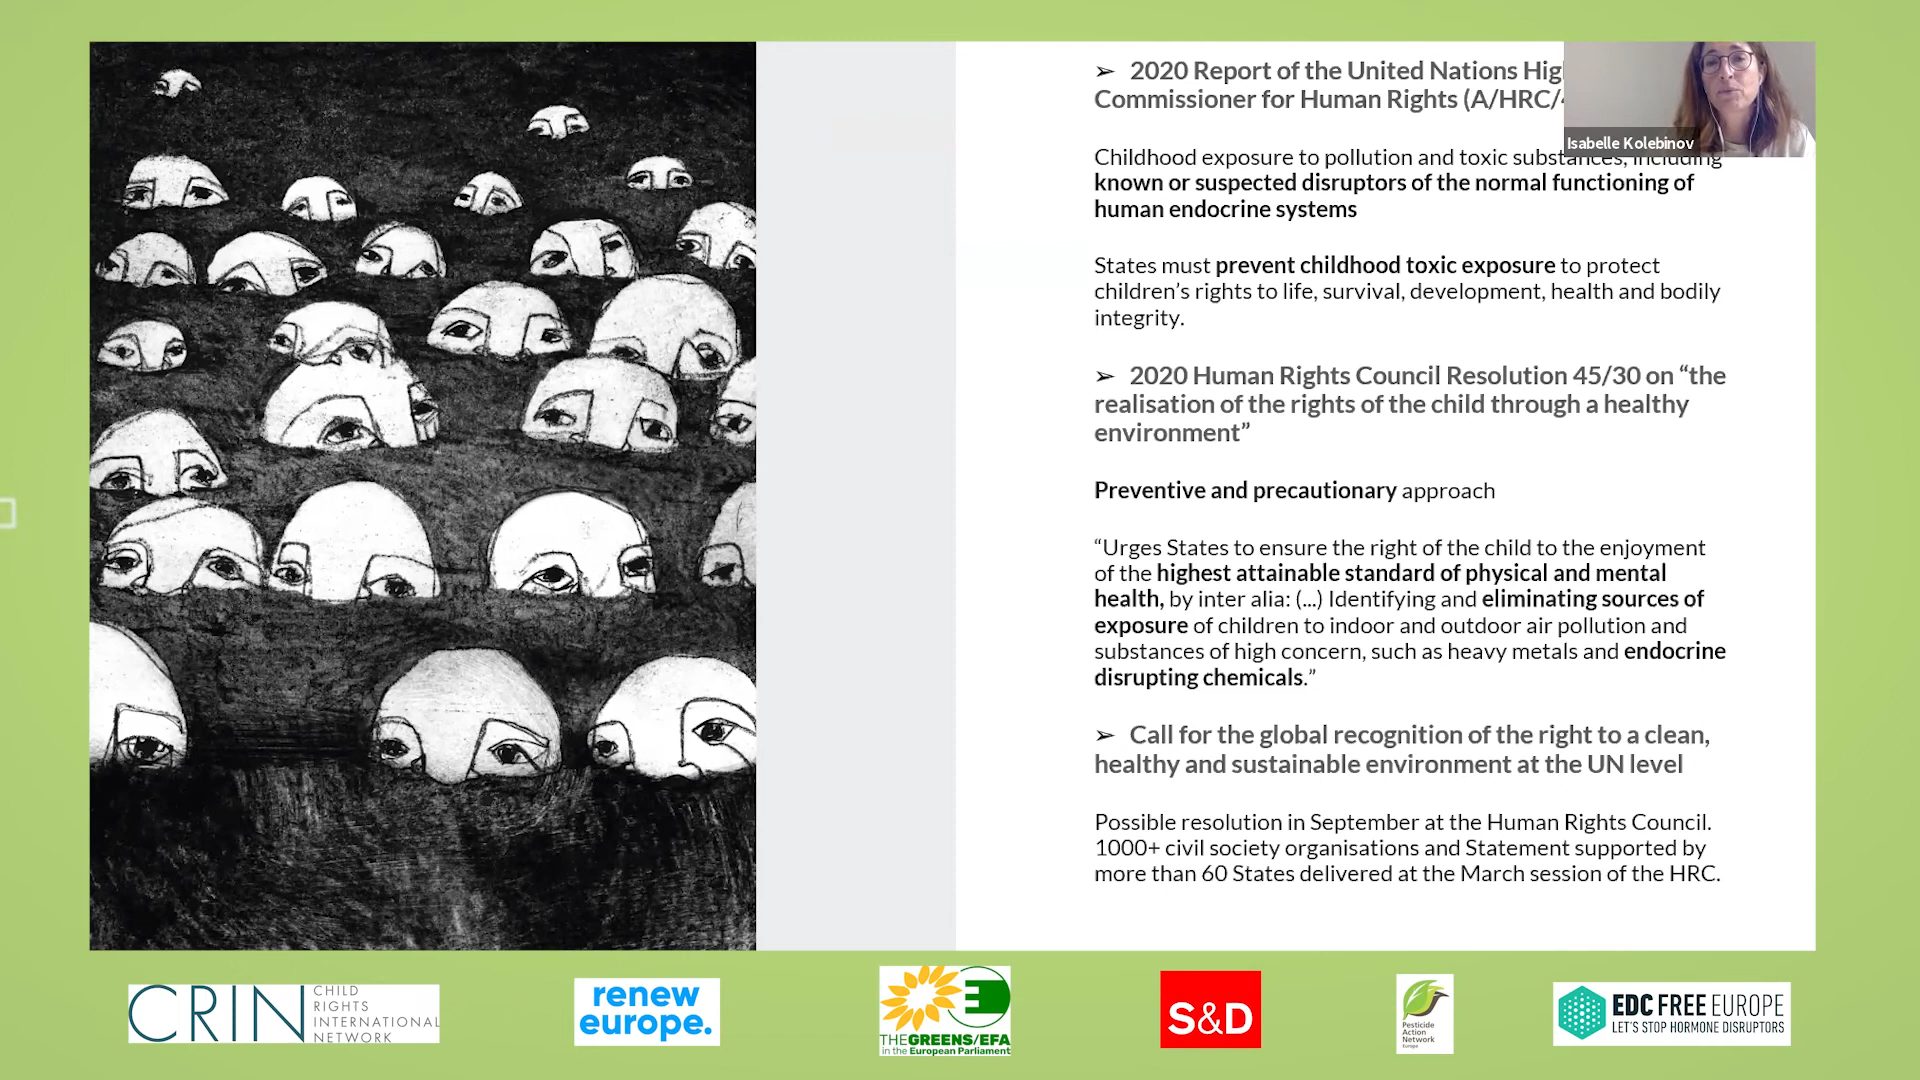 ➢ 2020 Report of the United Nations Hig
Commissioner for Human Rights (A/HRC/4
Isabelle Kolebinov
Childhood exposure to pollution and toxic substances, including
known or suspected disruptors of the normal functioning of
human endocrine systems
States must prevent childhood toxic exposure to protect
children’s rights to life, survival, development, health and bodily
integrity.
➢ 2020 Human Rights Council Resolution 45/30 on “the
realisation of the rights of the child through a healthy
environment”
Preventive and precautionary approach
“Urges States to ensure the right of the child to the enjoyment
of the highest attainable standard of physical and mental
health, by inter alia: (...) Identifying and eliminating sources of
exposure of children to indoor and outdoor air pollution and
substances of high concern, such as heavy metals and endocrine
disrupting chemicals.”
➢ Call for the global recognition of the right to a clean,
healthy and sustainable environment at the UN level
Possible resolution in September at the Human Rights Council.
1000+ civil society organisations and Statement supported by
more than 60 States delivered at the March session of the HRC.
CRIN
CHILD
RIGHTS
INTERNATIONAL
NETWORK
renew
europe.
THE GREENS/EFA
in the European Parliament
S&D
Pesticide
Action
Network
Europe
EDC FREE EUROPE
LET'S STOP HORMONE DISRUPTORS